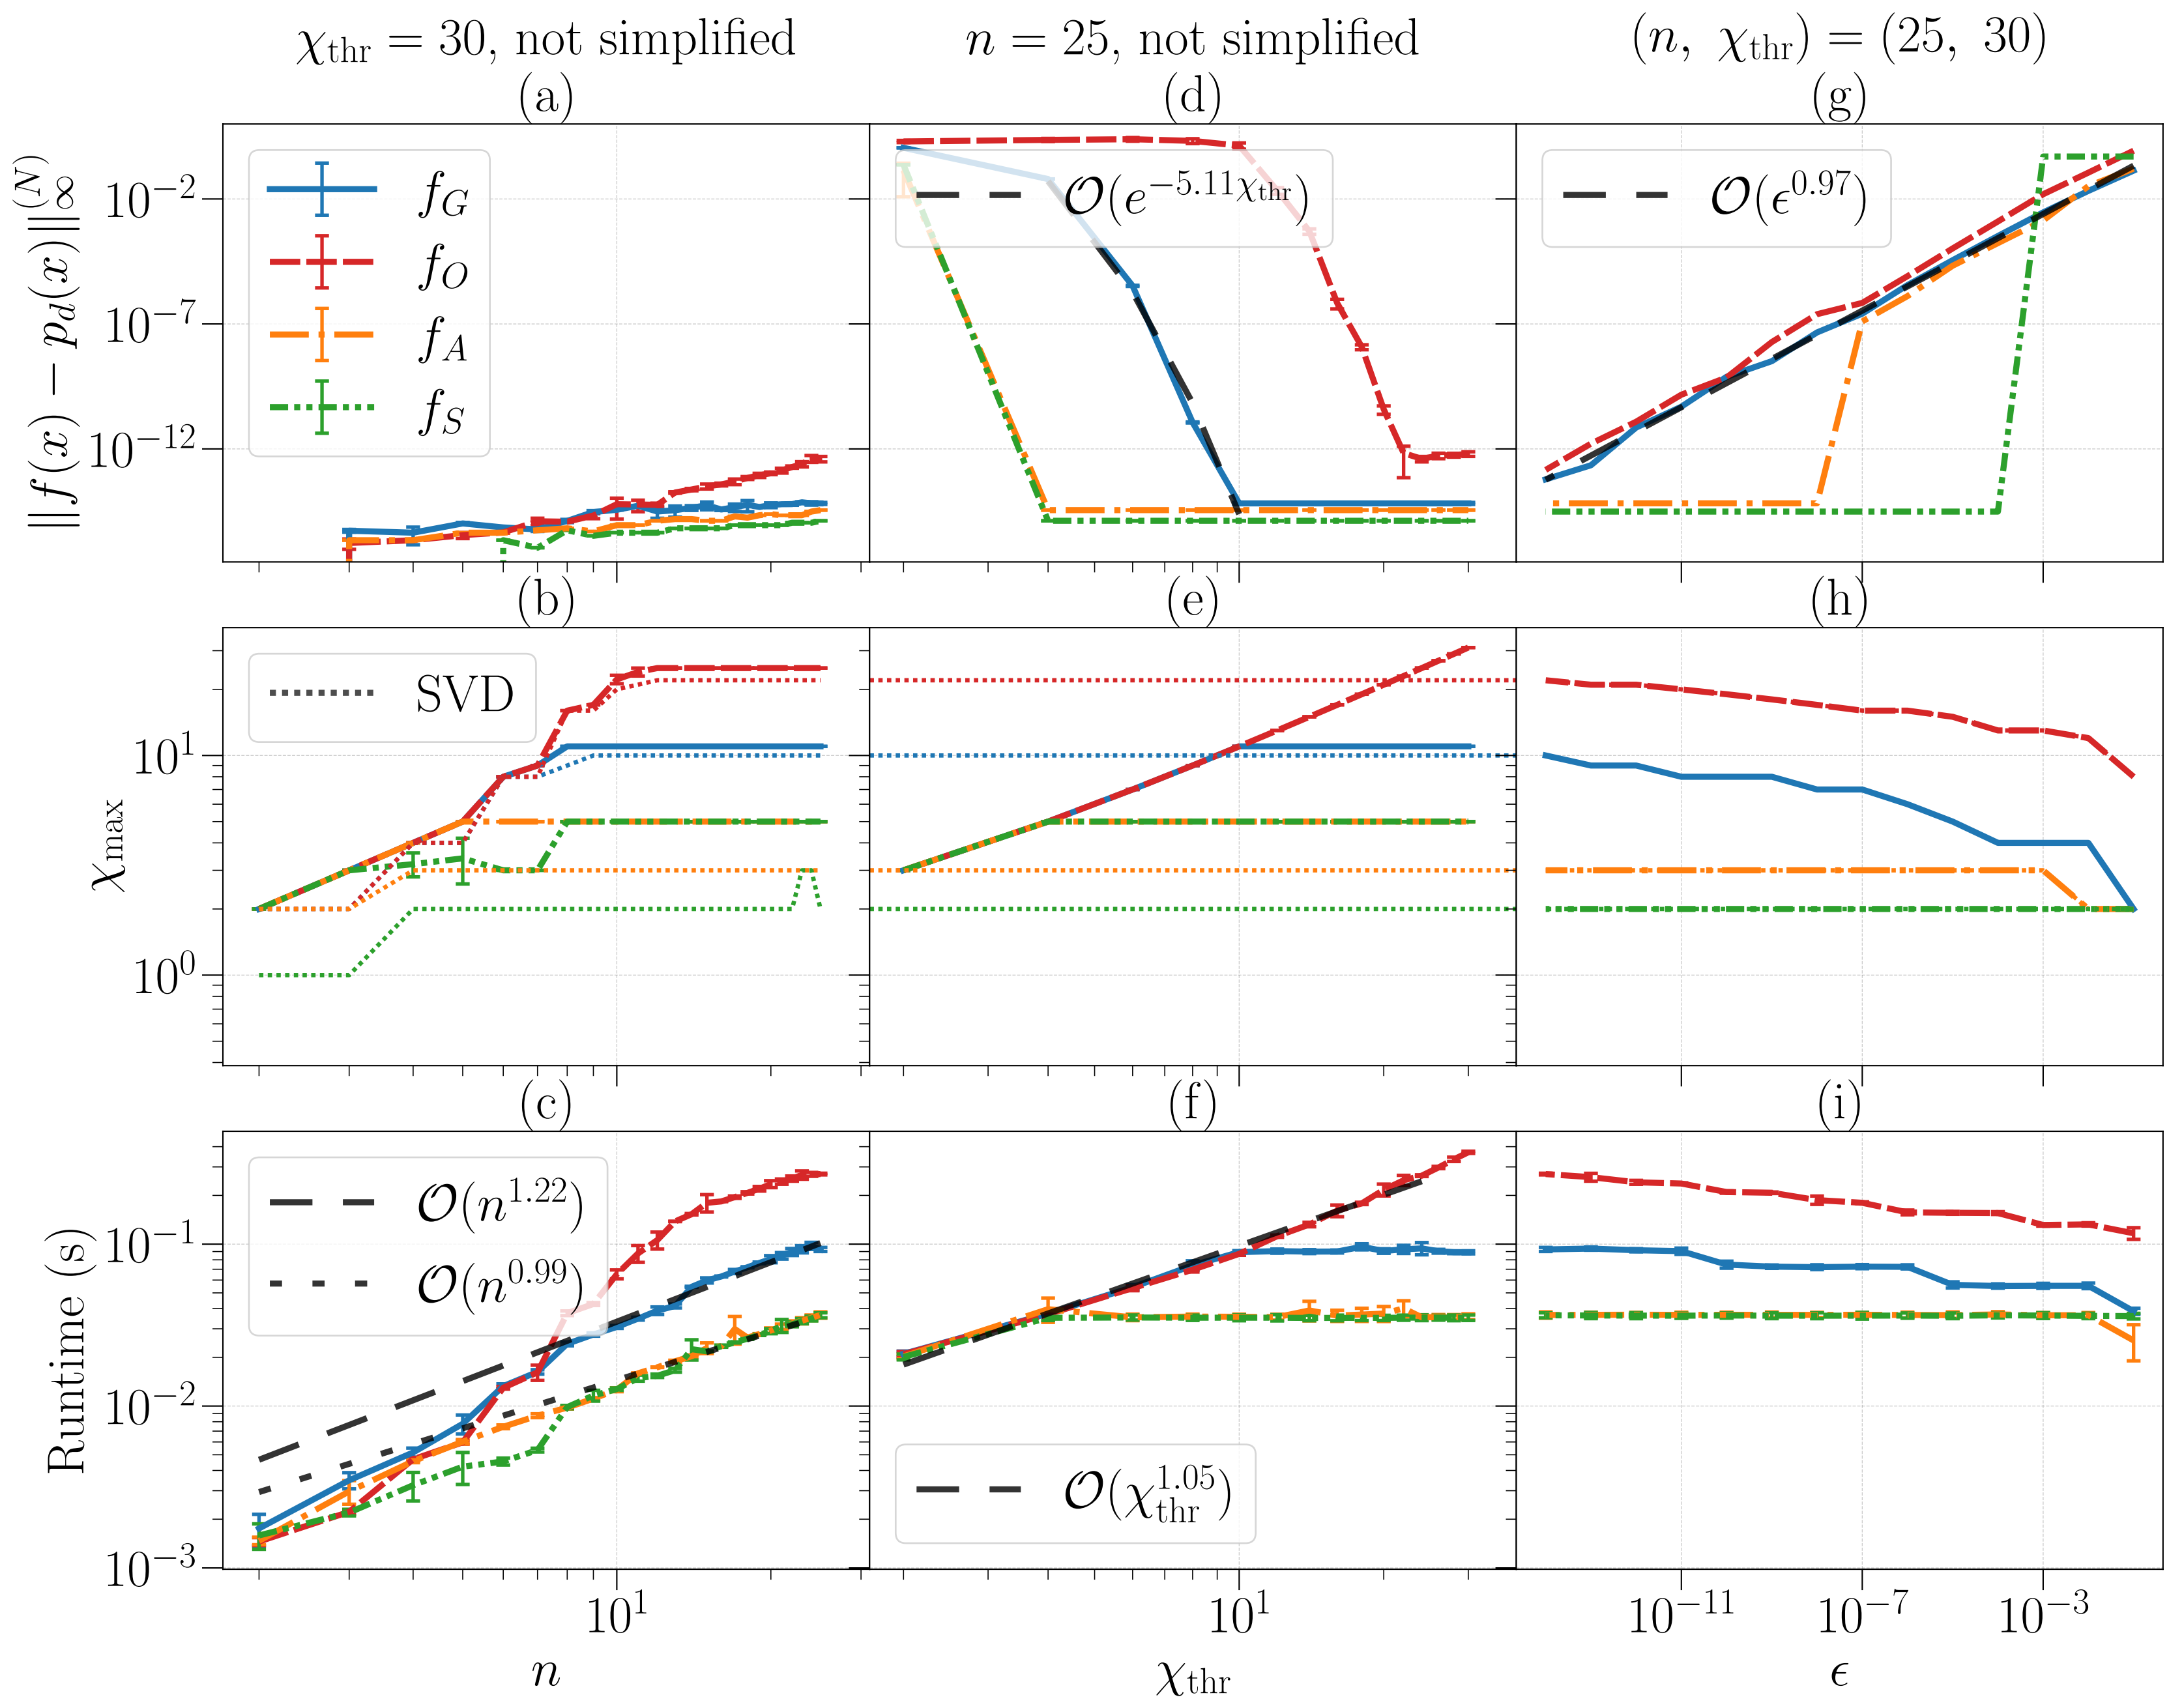 χ_thr = 30, not simplified
n = 25, not simplified
(n, χ_thr) = (25, 30)
(a)
(d)
(g)
||f(x) − p_d(x)||_∞^(N)
10^−2
10^−7
10^−12
f_G
f_O
f_A
f_S
O(e^−5.11χ_thr)
O(ϵ^0.97)
(b)
(e)
(h)
χ_max
10^1
10^0
SVD
(c)
(f)
(i)
Runtime (s)
10^−1
10^−2
10^−3
O(n^1.22)
O(n^0.99)
O(χ_thr^1.05)
10^1
10^1
10^−11
10^−7
10^−3
n
χ_thr
ϵ